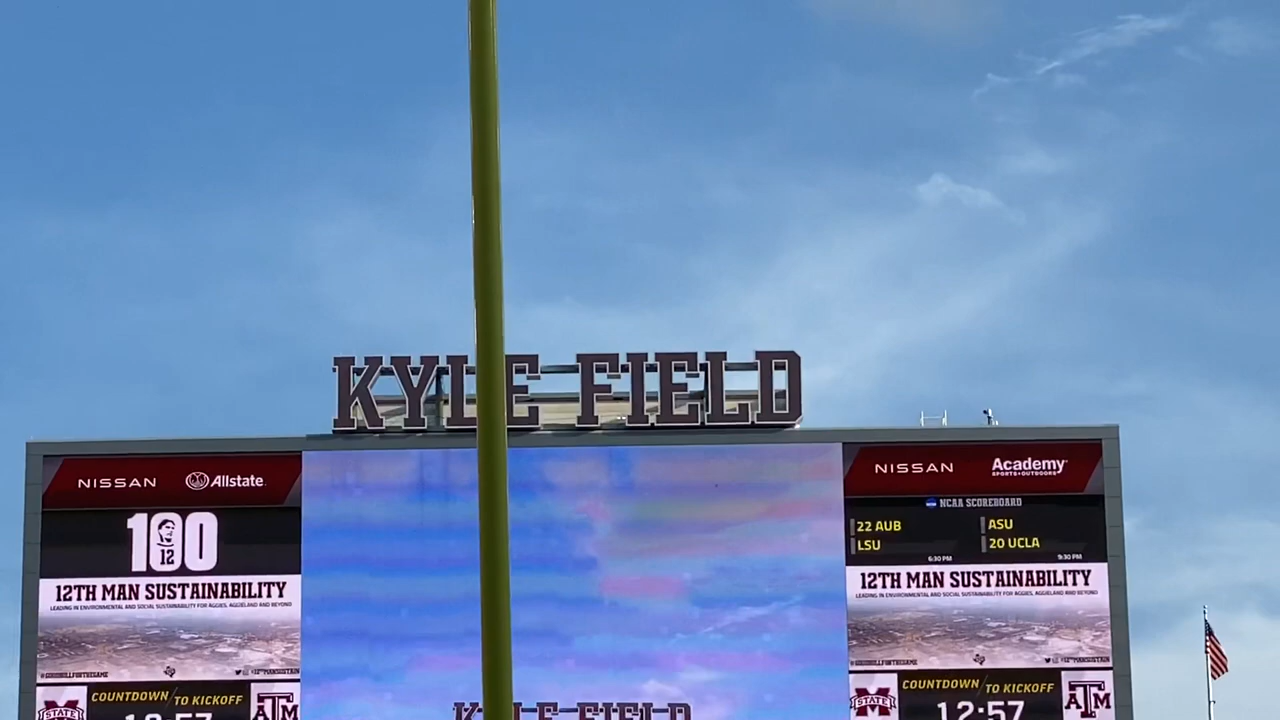 KYLE FIELD
NISSAN Allstate
100
12
12TH MAN SUSTAINABILITY
LEADING IN ENVIRONMENTAL AND SOCIAL SUSTAINABILITY FOR AGGIES, AGGIELAND AND BEYOND
COUNTDOWN TO KICKOFF
STATE
ATM
KYLE FIELD
NISSAN Academy
SPORTS+OUTDOORS
NCAA SCOREBOARD
22 AUB ASU
LSU 20 UCLA
6:30 PM 9:30 PM
12TH MAN SUSTAINABILITY
LEADING IN ENVIRONMENTAL AND SOCIAL SUSTAINABILITY FOR AGGIES, AGGIELAND AND BEYOND
COUNTDOWN TO KICKOFF
STATE
12:57
ATM